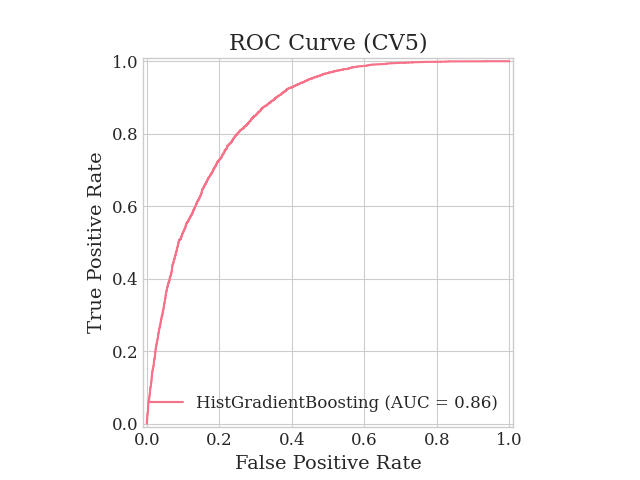 ROC Curve (CV5)
True Positive Rate
1.0
0.8
0.6
0.4
0.2
0.0
HistGradientBoosting (AUC = 0.86)
0.0 0.2 0.4 0.6 0.8 1.0
False Positive Rate